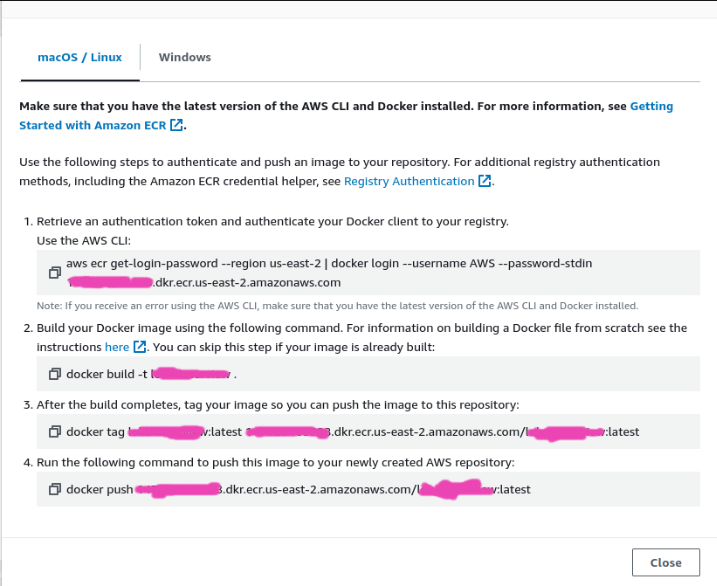 macOS / Linux
Windows
Make sure that you have the latest version of the AWS CLI and Docker installed. For more information, see Getting
Started with Amazon ECR.
Use the following steps to authenticate and push an image to your repository. For additional registry authentication
methods, including the Amazon ECR credential helper, see Registry Authentication.
1. Retrieve an authentication token and authenticate your Docker client to your registry.
Use the AWS CLI:
aws ecr get-login-password --region us-east-2 | docker login --username AWS --password-stdin
.dkr.ecr.us-east-2.amazonaws.com
Note: If you receive an error using the AWS CLI, make sure that you have the latest version of the AWS CLI and Docker installed.
2. Build your Docker image using the following command. For information on building a Docker file from scratch see the
instructions here. You can skip this step if your image is already built:
docker build -t .
3. After the build completes, tag your image so you can push the image to this repository:
docker tag :latest .dkr.ecr.us-east-2.amazonaws.com/ :latest
4. Run the following command to push this image to your newly created AWS repository:
docker push .dkr.ecr.us-east-2.amazonaws.com/ :latest
Close